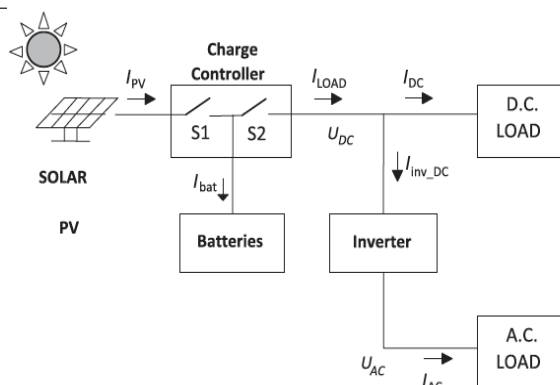 Charge
Controller
I_PV
I_LOAD
I_DC
D.C.
LOAD
S1
S2
U_DC
SOLAR
PV
I_bat
I_inv_DC
Batteries
Inverter
A.C.
LOAD
U_AC